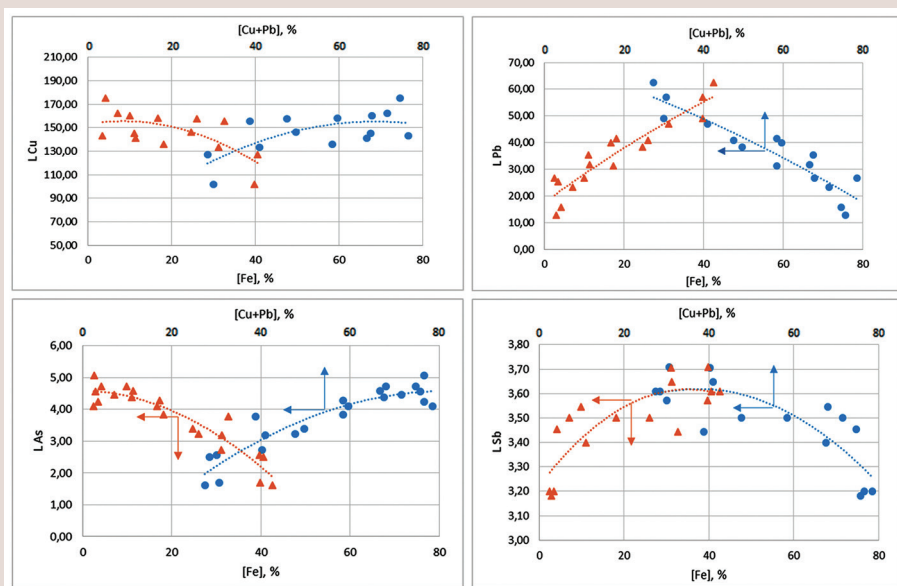 [Cu+Pb], %
0 20 40 60 80
210,00
190,00
170,00
150,00
130,00
110,00
90,00
70,00
50,00
L Cu
0 20 40 60 80
[Fe], %
[Cu+Pb], %
0 20 40 60 80
70,00
60,00
50,00
40,00
30,00
20,00
10,00
0,00
L Pb
0 20 40 60 80
[Fe], %
[Cu+Pb], %
0 20 40 60 80
6,00
5,00
4,00
3,00
2,00
1,00
0,00
L As
0 20 40 60 80
[Fe], %
[Cu+Pb], %
0 20 40 60 80
3,80
3,70
3,60
3,50
3,40
3,30
3,20
3,10
3,00
L Sb
0 20 40 60 80
[Fe], %